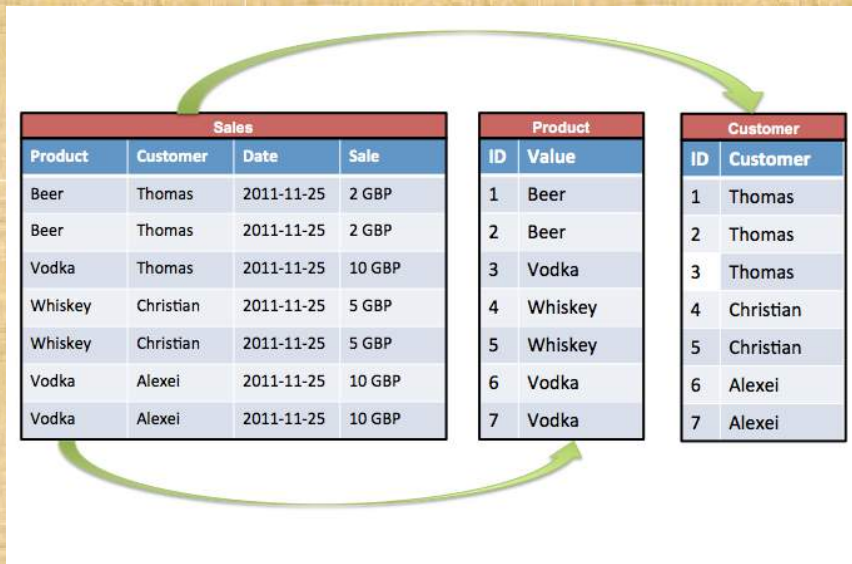 Sales
Product Customer Date Sale
Beer Thomas 2011-11-25 2 GBP
Beer Thomas 2011-11-25 2 GBP
Vodka Thomas 2011-11-25 10 GBP
Whiskey Christian 2011-11-25 5 GBP
Whiskey Christian 2011-11-25 5 GBP
Vodka Alexei 2011-11-25 10 GBP
Vodka Alexei 2011-11-25 10 GBP
Product
ID Value
1 Beer
2 Beer
3 Vodka
4 Whiskey
5 Whiskey
6 Vodka
7 Vodka
Customer
ID Customer
1 Thomas
2 Thomas
3 Thomas
4 Christian
5 Christian
6 Alexei
7 Alexei